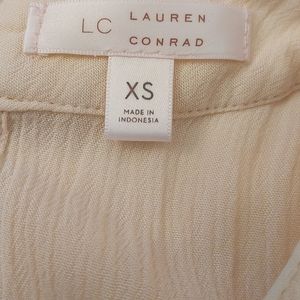 LC LAUREN
CONRAD
XS
MADE IN
INDONESIA